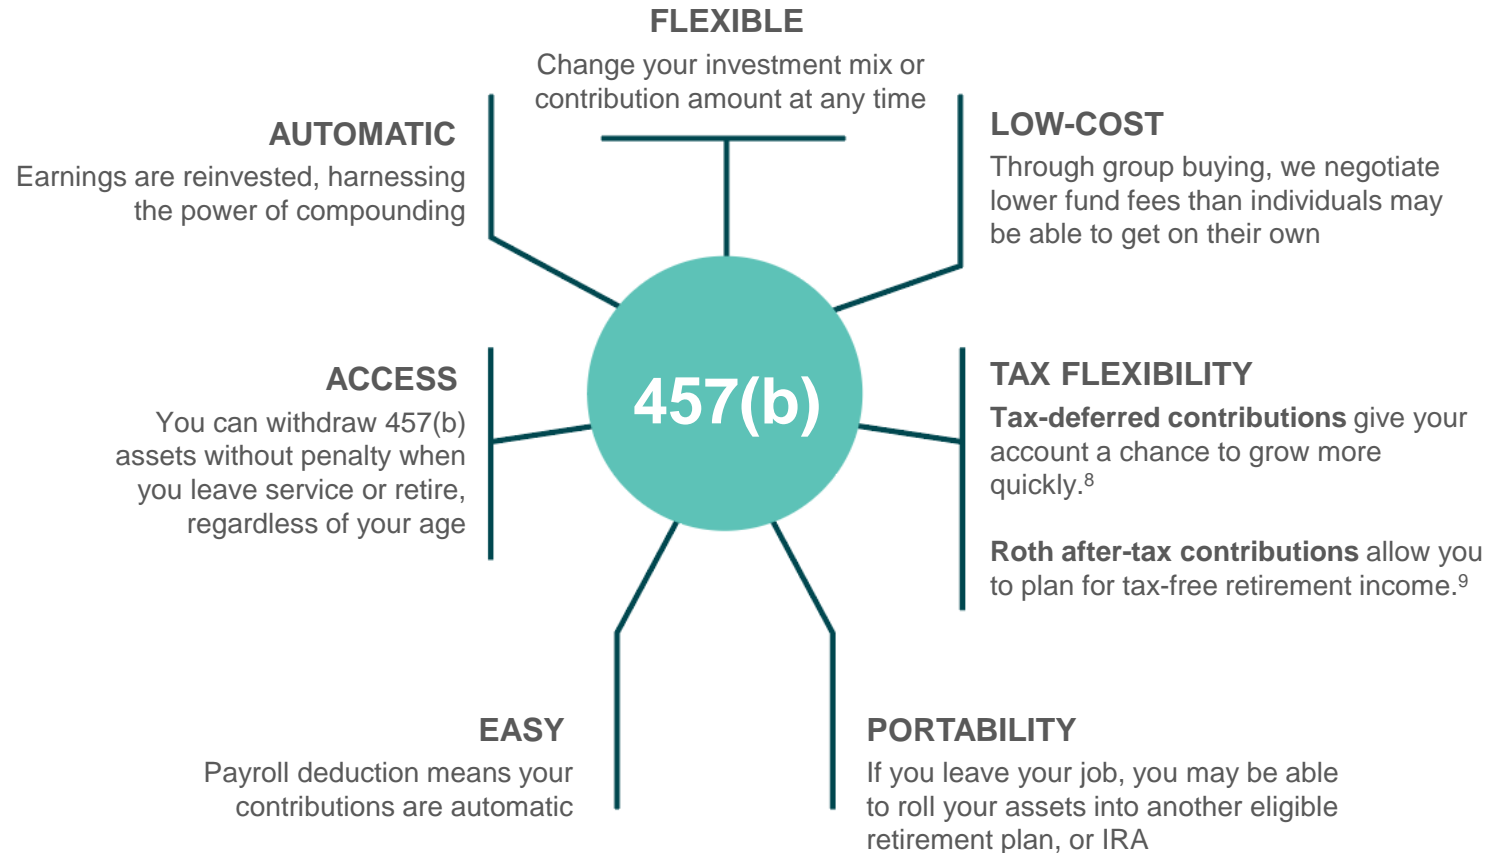 FLEXIBLE
Change your investment mix or
contribution amount at any time
AUTOMATIC
Earnings are reinvested, harnessing
the power of compounding
LOW-COST
Through group buying, we negotiate
lower fund fees than individuals may
be able to get on their own
457(b)
ACCESS
You can withdraw 457(b)
assets without penalty when
you leave service or retire,
regardless of your age
TAX FLEXIBILITY
Tax-deferred contributions give your
account a chance to grow more
quickly.⁸
Roth after-tax contributions allow you
to plan for tax-free retirement income.⁹
EASY
Payroll deduction means your
contributions are automatic
PORTABILITY
If you leave your job, you may be able
to roll your assets into another eligible
retirement plan, or IRA